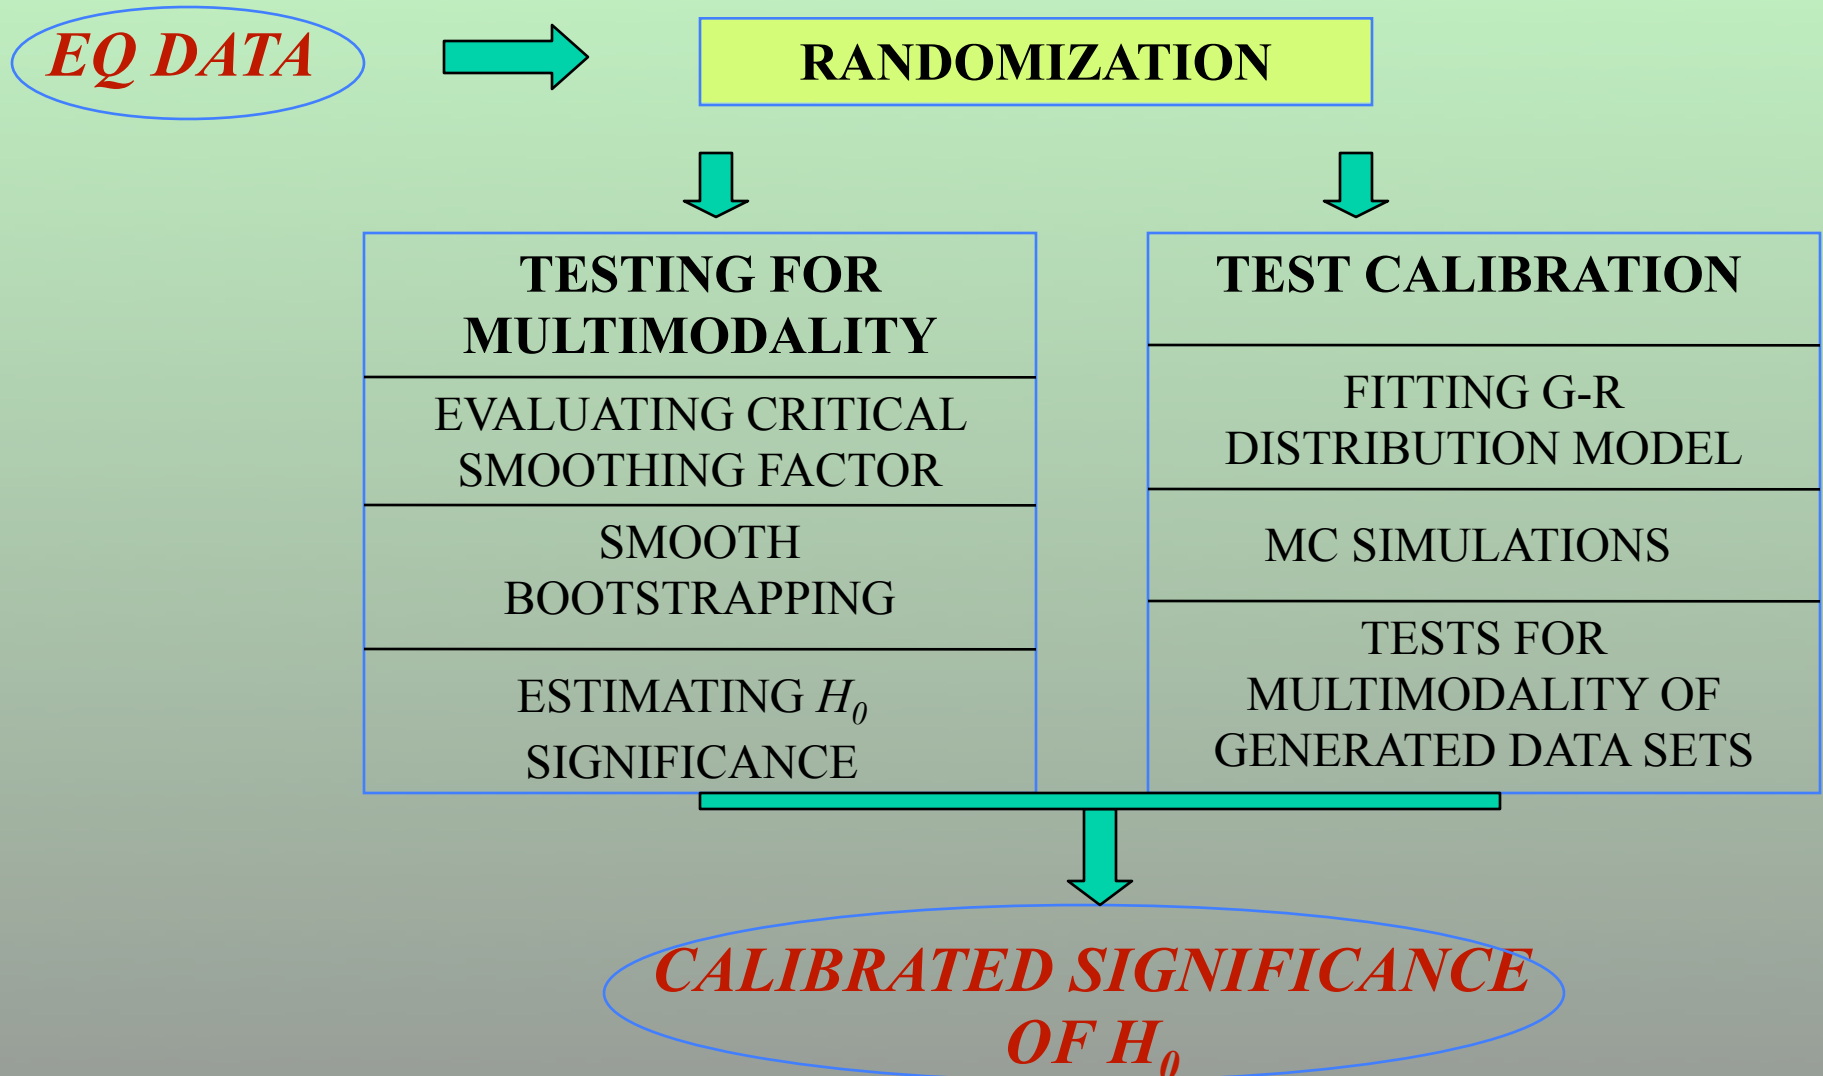 EQ DATA
RANDOMIZATION
TESTING FOR
MULTIMODALITY
EVALUATING CRITICAL
SMOOTHING FACTOR
SMOOTH
BOOTSTRAPPING
ESTIMATING H0
SIGNIFICANCE
TEST CALIBRATION
FITTING G-R
DISTRIBUTION MODEL
MC SIMULATIONS
TESTS FOR
MULTIMODALITY OF
GENERATED DATA SETS
CALIBRATED SIGNIFICANCE
OF H0